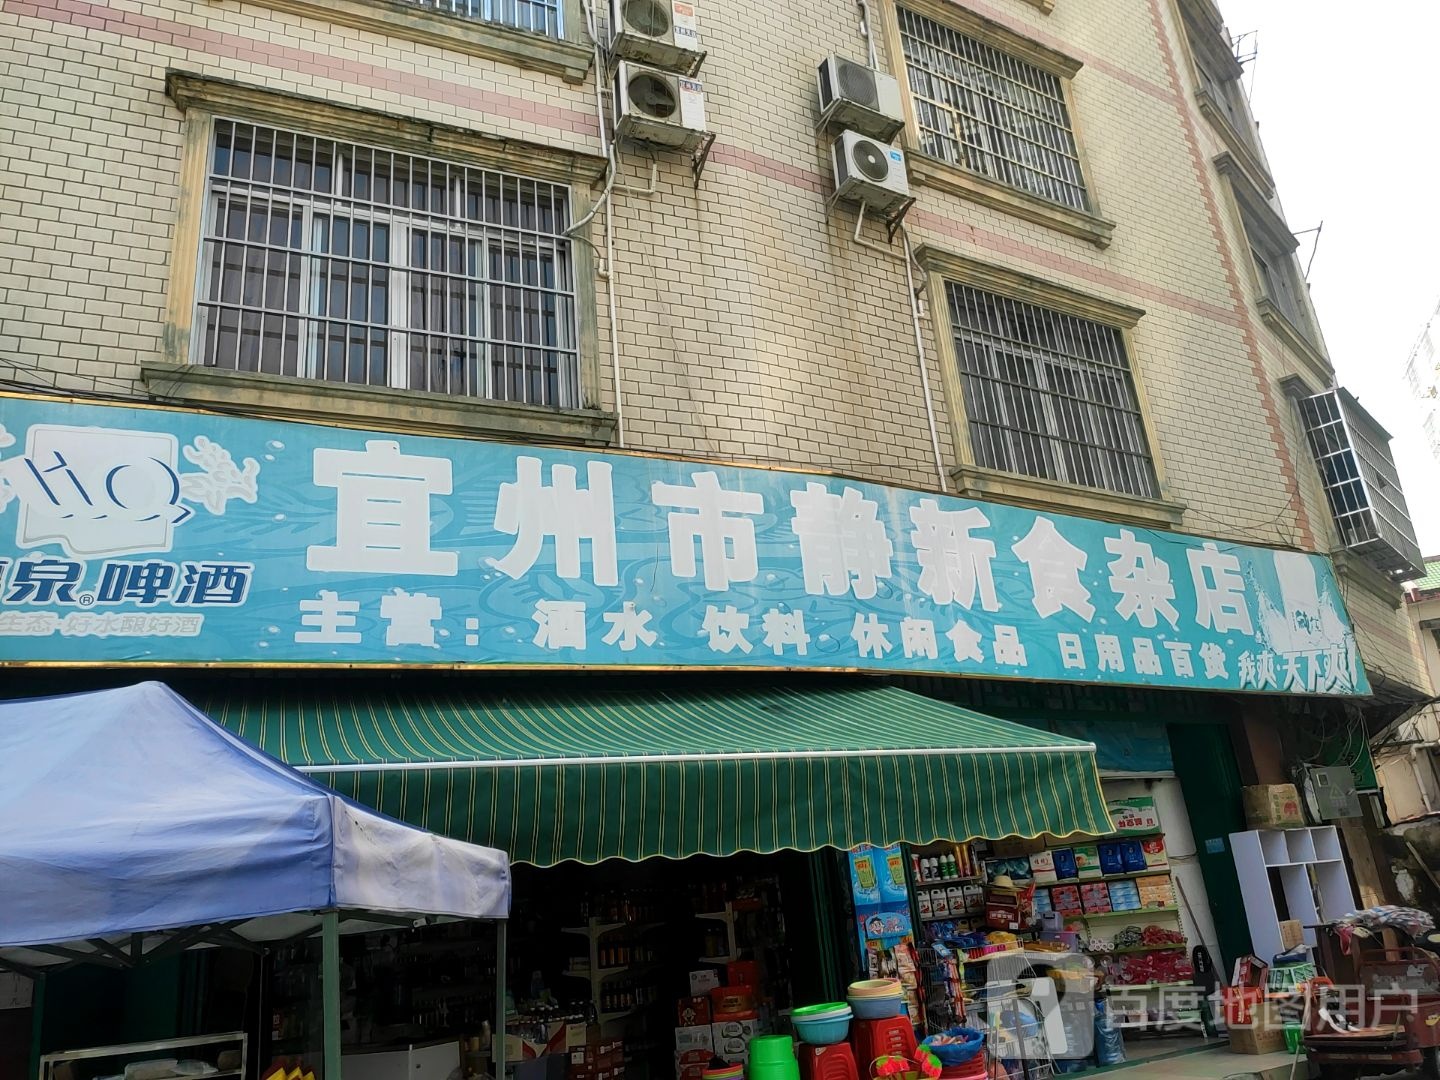 宜州市静新食杂店
HQ
泉®啤酒
生态·好水酿好酒
主营：酒水 饮料 休闲食品 日用品百货
我爽·天下爽!
百度地图用户